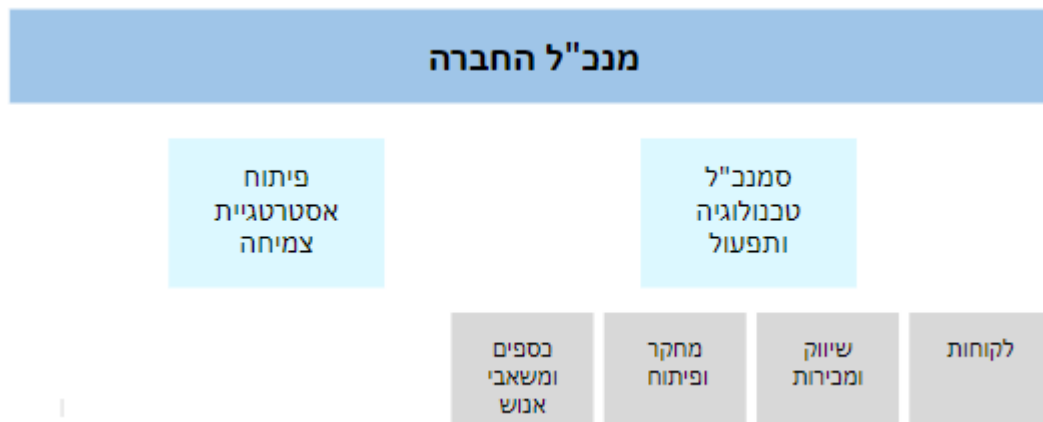 מנכ"ל החברה
סמנכ"ל
טכנולוגיה
ותפעול
פיתוח
אסטרטגיית
צמיחה
לקוחות
שיווק
ומכירות
מחקר
ופיתוח
כספים
ומשאבי
אנוש